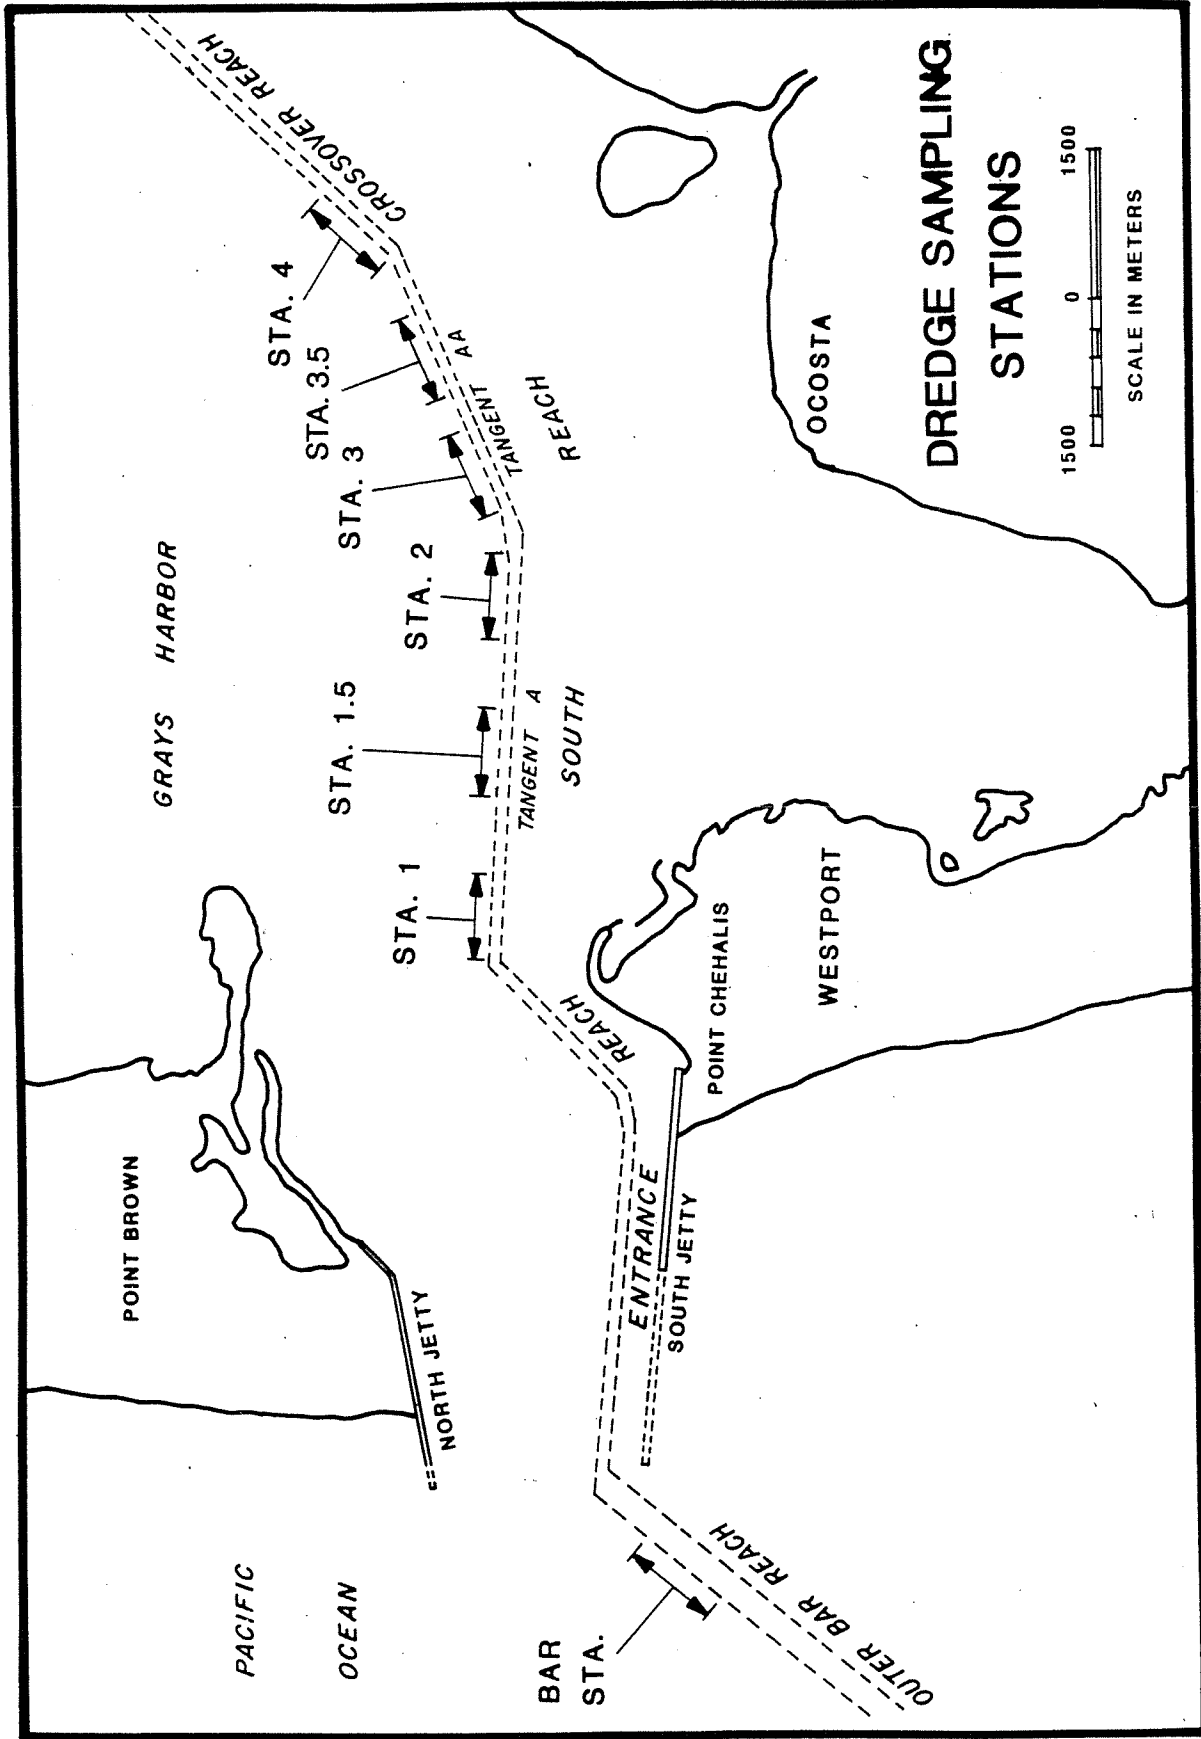 PACIFIC
OCEAN
POINT BROWN
GRAYS HARBOR
NORTH JETTY
BAR
STA.
OUTER BAR REACH
ENTRANCE
REACH
SOUTH JETTY
STA. 1
STA. 1.5
STA. 2
STA. 3
STA. 3.5
STA. 4
TANGENT A
TANGENT AA
SOUTH
REACH
CROSSOVER REACH
POINT CHEHALIS
WESTPORT
OCOSTA
DREDGE SAMPLING
STATIONS
1500 0 1500
SCALE IN METERS